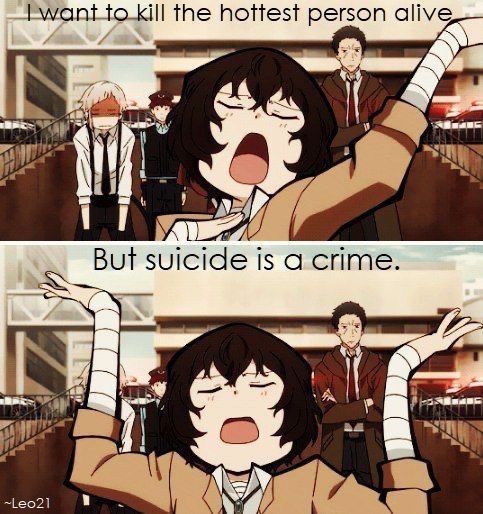 I want to kill the hottest person alive
But suicide is a crime.
~Leo21